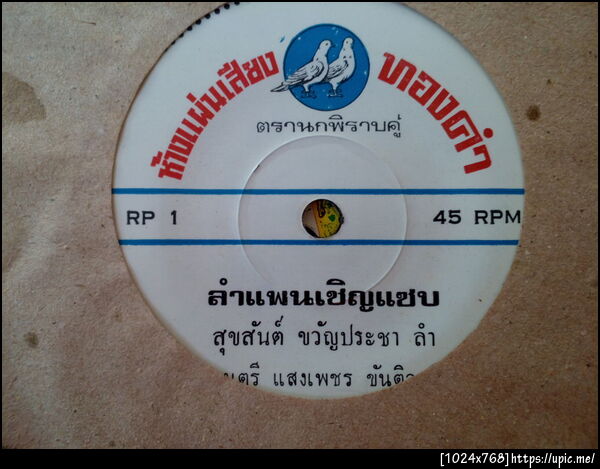 ห้างแผ่นเสียง ทองคำ
ตรานกพิราบคู่
RP 1 45 RPM
ลำแพนเชิญแซบ
สุขสันต์ ขวัญประชา ลำ
แสงเพชร
[1024x768]https://upic.me/